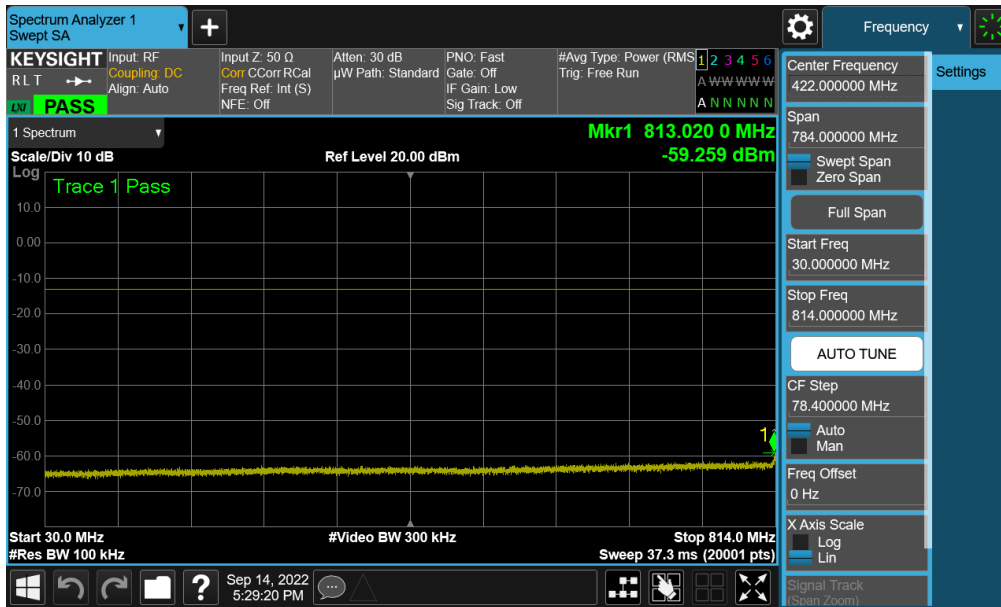 Spectrum Analyzer 1
Swept SA
+
Frequency
KEYSIGHT
R L T
LXI
PASS
Input: RF
Coupling: DC
Align: Auto
Input Z: 50 Ω
Corr CCorr RCal
Freq Ref: Int (S)
NFE: Off
Atten: 30 dB
µW Path: Standard
PNO: Fast
Gate: Off
IF Gain: Low
Sig Track: Off
#Avg Type: Power (RMS
Trig: Free Run
1 2 3 4 5 6
A W W W W W
A N N N N N
1 Spectrum
Scale/Div 10 dB
Ref Level 20.00 dBm
Mkr1 813.020 0 MHz
-59.259 dBm
Log
Trace 1 Pass
10.0
0.00
-10.0
-20.0
-30.0
-40.0
-50.0
-60.0
-70.0
1
Start 30.0 MHz
#Res BW 100 kHz
#Video BW 300 kHz
Stop 814.0 MHz
Sweep 37.3 ms (20001 pts)
?
Sep 14, 2022
5:29:20 PM
Center Frequency
422.000000 MHz
Span
784.000000 MHz
Swept Span
Zero Span
Full Span
Start Freq
30.000000 MHz
Stop Freq
814.000000 MHz
AUTO TUNE
CF Step
78.400000 MHz
Auto
Man
Freq Offset
0 Hz
X Axis Scale
Log
Lin
Signal Track
(Span Zoom)
Settings